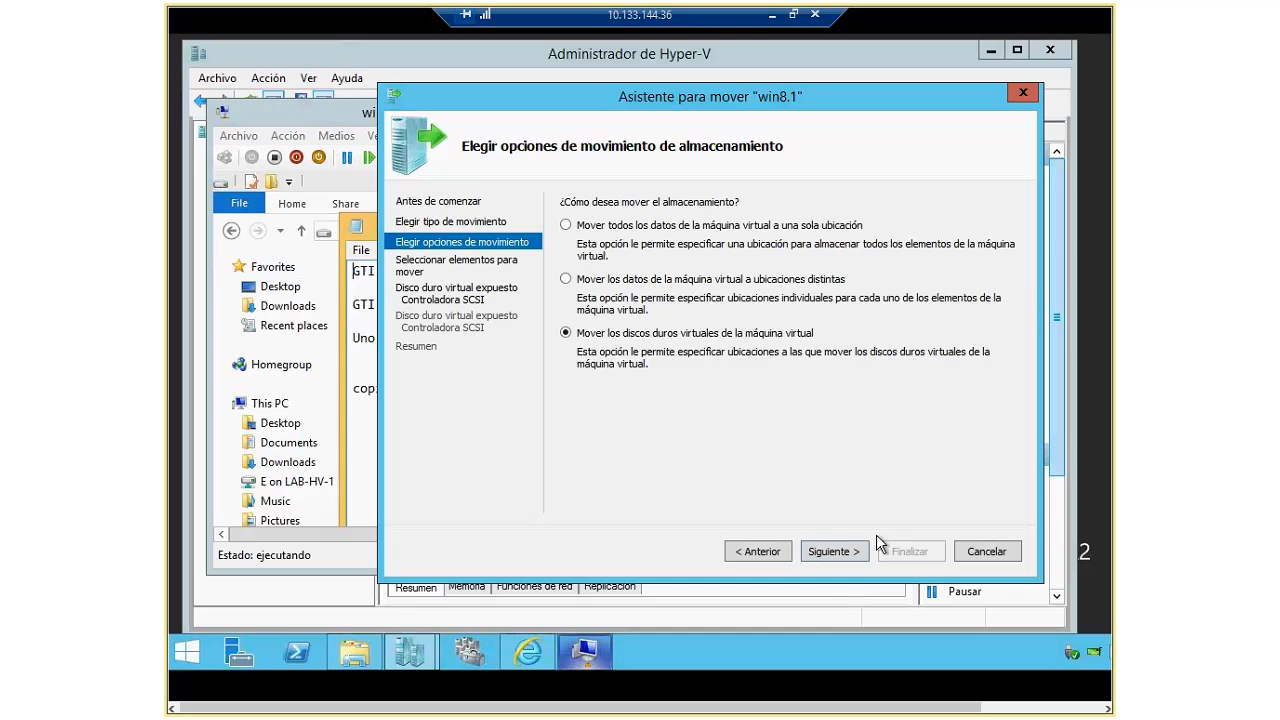 10.133.144.36
Administrador de Hyper-V
Archivo Acción Ver Ayuda
Asistente para mover "win8.1"
Archivo Acción Medios
File Home Share
Favorites
Desktop
Downloads
Recent places
Homegroup
This PC
Desktop
Documents
Downloads
E on LAB-HV-1
Music
Pictures
Estado: ejecutando
File
GTI
GTI
Uno
Elegir opciones de movimiento de almacenamiento
Antes de comenzar
Elegir tipo de movimiento
Elegir opciones de movimiento
Seleccionar elementos para
mover
Disco duro virtual expuesto
Controladora SCSI
Disco duro virtual expuesto
Controladora SCSI
Resumen
¿Cómo desea mover el almacenamiento?
Mover todos los datos de la máquina virtual a una sola ubicación
Esta opción le permite especificar una ubicación para almacenar todos los elementos de la máquina
virtual.
Mover los datos de la máquina virtual a ubicaciones distintas
Esta opción le permite especificar ubicaciones individuales para cada uno de los elementos de la
máquina virtual.
Mover los discos duros virtuales de la máquina virtual
Esta opción le permite especificar ubicaciones a las que mover los discos duros virtuales de la
máquina virtual.
< Anterior Siguiente > Finalizar Cancelar
Resumen Memoria Funciones de red Replicación
Pausar
2